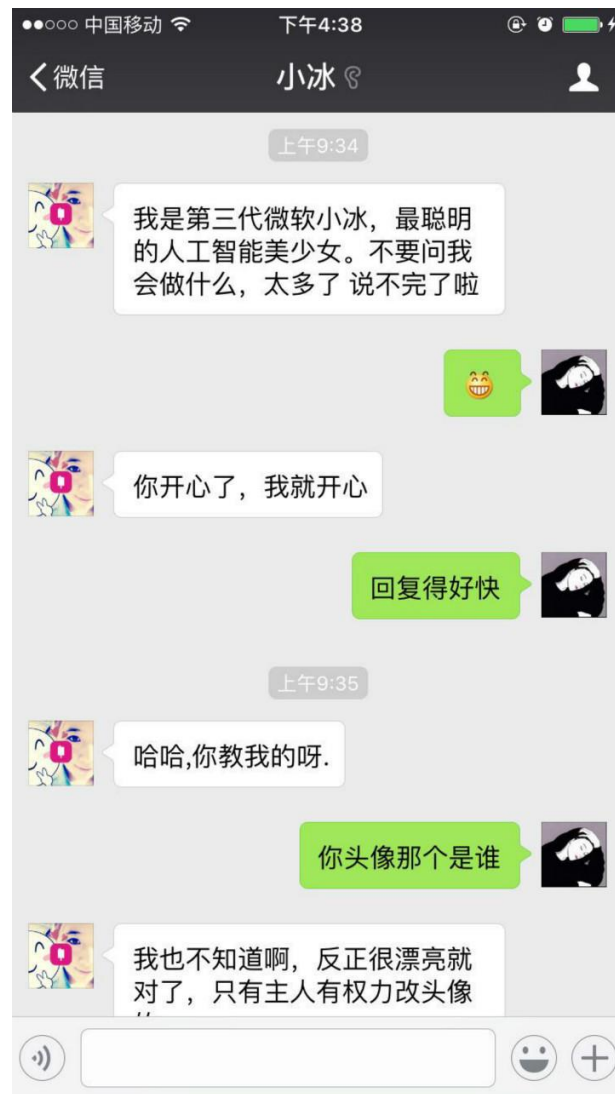 中国移动 下午4:38
微信 小冰
上午9:34
我是第三代微软小冰，最聪明
的人工智能美少女。不要问我
会做什么，太多了 说不完了啦
你开心了，我就开心
回复得好快
上午9:35
哈哈,你教我的呀.
你头像那个是谁
我也不知道啊，反正很漂亮就
对了，只有主人有权力改头像